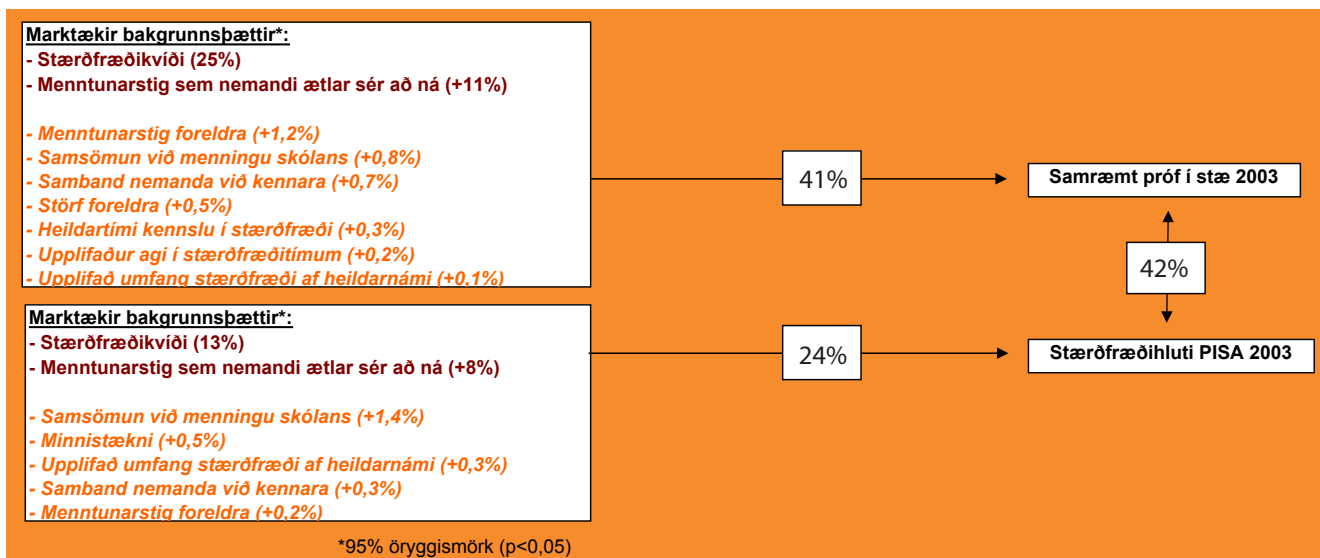 Marktækir bakgrunnsþættir*:
- Stærðfræðikvíði (25%)
- Menntunarstig sem nemandi ætlar sér að ná (+11%)
- Menntunarstig foreldra (+1,2%)
- Samsömun við menningu skólans (+0,8%)
- Samband nemanda við kennara (+0,7%)
- Störf foreldra (+0,5%)
- Heildartími kennslu í stærðfræði (+0,3%)
- Upplifaður agi í stærðfræðitímum (+0,2%)
- Upplifað umfang stærðfræði af heildarnámi (+0,1%)
41%
Samræmt próf í stæ 2003
42%
Marktækir bakgrunnsþættir*:
- Stærðfræðikvíði (13%)
- Menntunarstig sem nemandi ætlar sér að ná (+8%)
- Samsömun við menningu skólans (+1,4%)
- Minnistækni (+0,5%)
- Upplifað umfang stærðfræði af heildarnámi (+0,3%)
- Samband nemanda við kennara (+0,3%)
- Menntunarstig foreldra (+0,2%)
24%
Stærðfræðihluti PISA 2003
*95% öryggismörk (p<0,05)